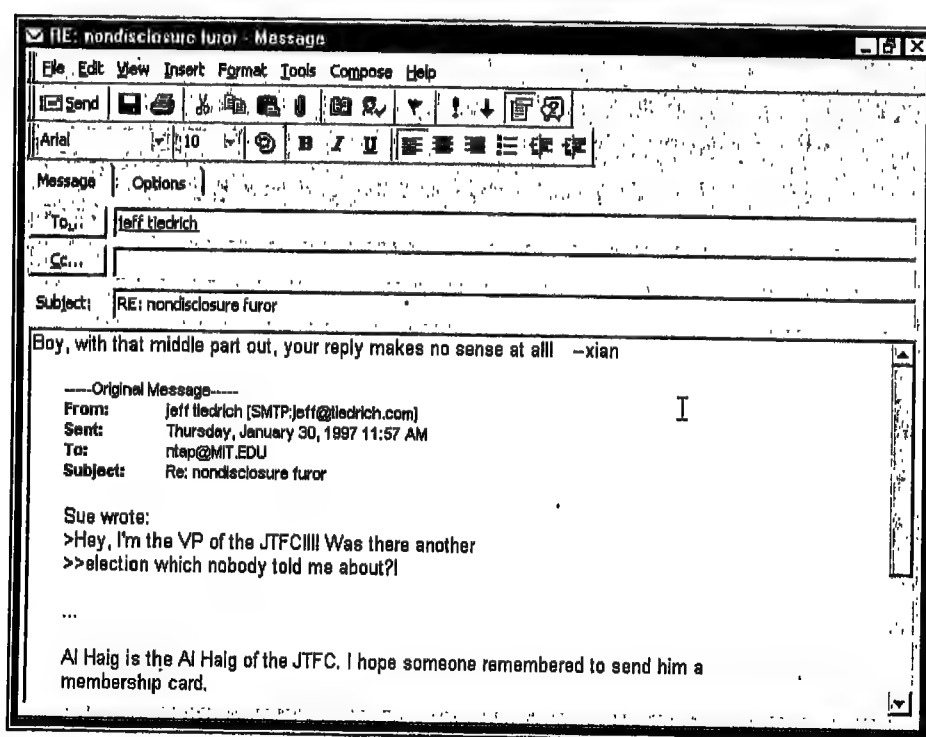 RE: nondisclosure furor - Message
File Edit View Insert Format Tools Compose Help
Send
Arial 10 B I U
Message Options
To...
jeff tiedrich
Cc...
Subject: RE: nondisclosure furor
Boy, with that middle part out, your reply makes no sense at all! --xian
-----Original Message-----
From: jeff tiedrich [SMTP:jeff@tiedrich.com]
Sent: Thursday, January 30, 1997 11:57 AM
To: ntap@MIT.EDU
Subject: Re: nondisclosure furor
Sue wrote:
>Hey, I'm the VP of the JTFC!!!! Was there another
>>election which nobody told me about?!
...
Al Haig is the Al Haig of the JTFC. I hope someone remembered to send him a
membership card.